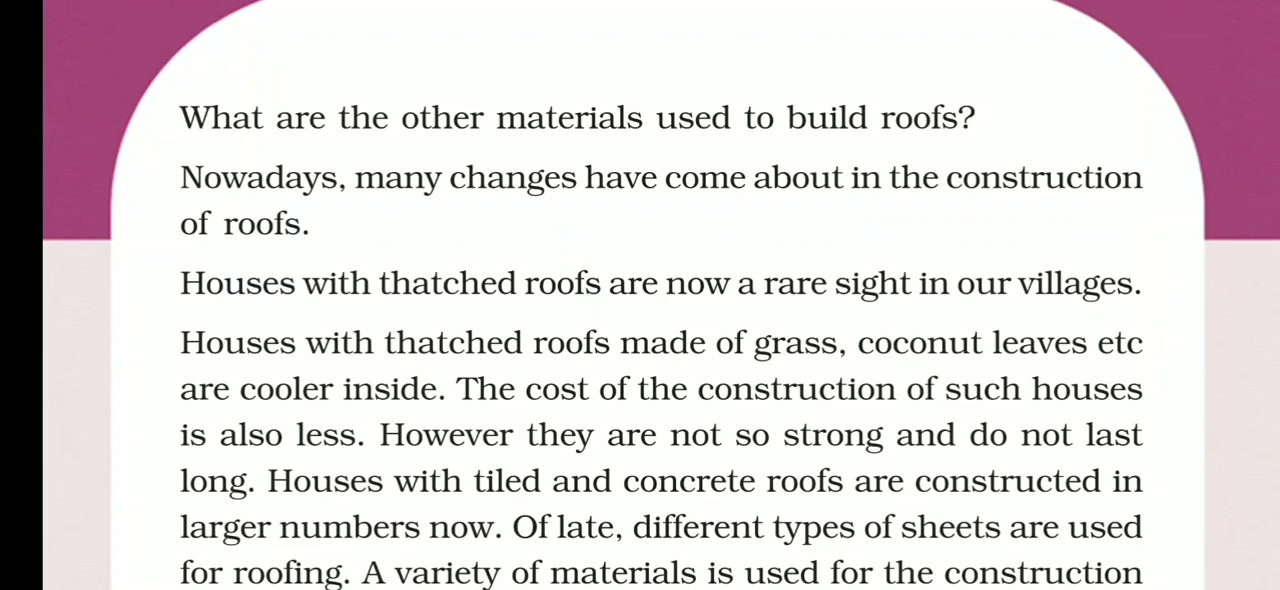 What are the other materials used to build roofs?
Nowadays, many changes have come about in the construction
of roofs.
Houses with thatched roofs are now a rare sight in our villages.
Houses with thatched roofs made of grass, coconut leaves etc
are cooler inside. The cost of the construction of such houses
is also less. However they are not so strong and do not last
long. Houses with tiled and concrete roofs are constructed in
larger numbers now. Of late, different types of sheets are used
for roofing. A variety of materials is used for the construction